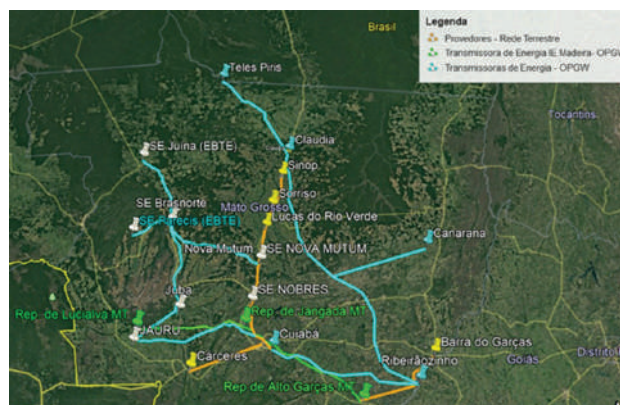 Brasil
Legenda
Provedores - Rede Terrestre
Transmissora de Energia IE Madeira- OPGW
Transmissoras de Energia - OPGW
Teles Piris
Tocantins
Claudia
SE Juina (EBTE)
Sinop
Sorriso
SE Brasnorte
Mato Grosso
Lucas do Rio Verde
SE Parecis (EBTE)
Canarana
Nova Mutum
SE NOVA MUTUM
Juba
SE NOBRES
Rep. de Lucialva MT
Rep. de Jangada MT
JAURU
Cuiabá
Barra do Garças
Cárceres
Goiás
Distrito
Ribeirãozinho
Rep de Alto Garças MT